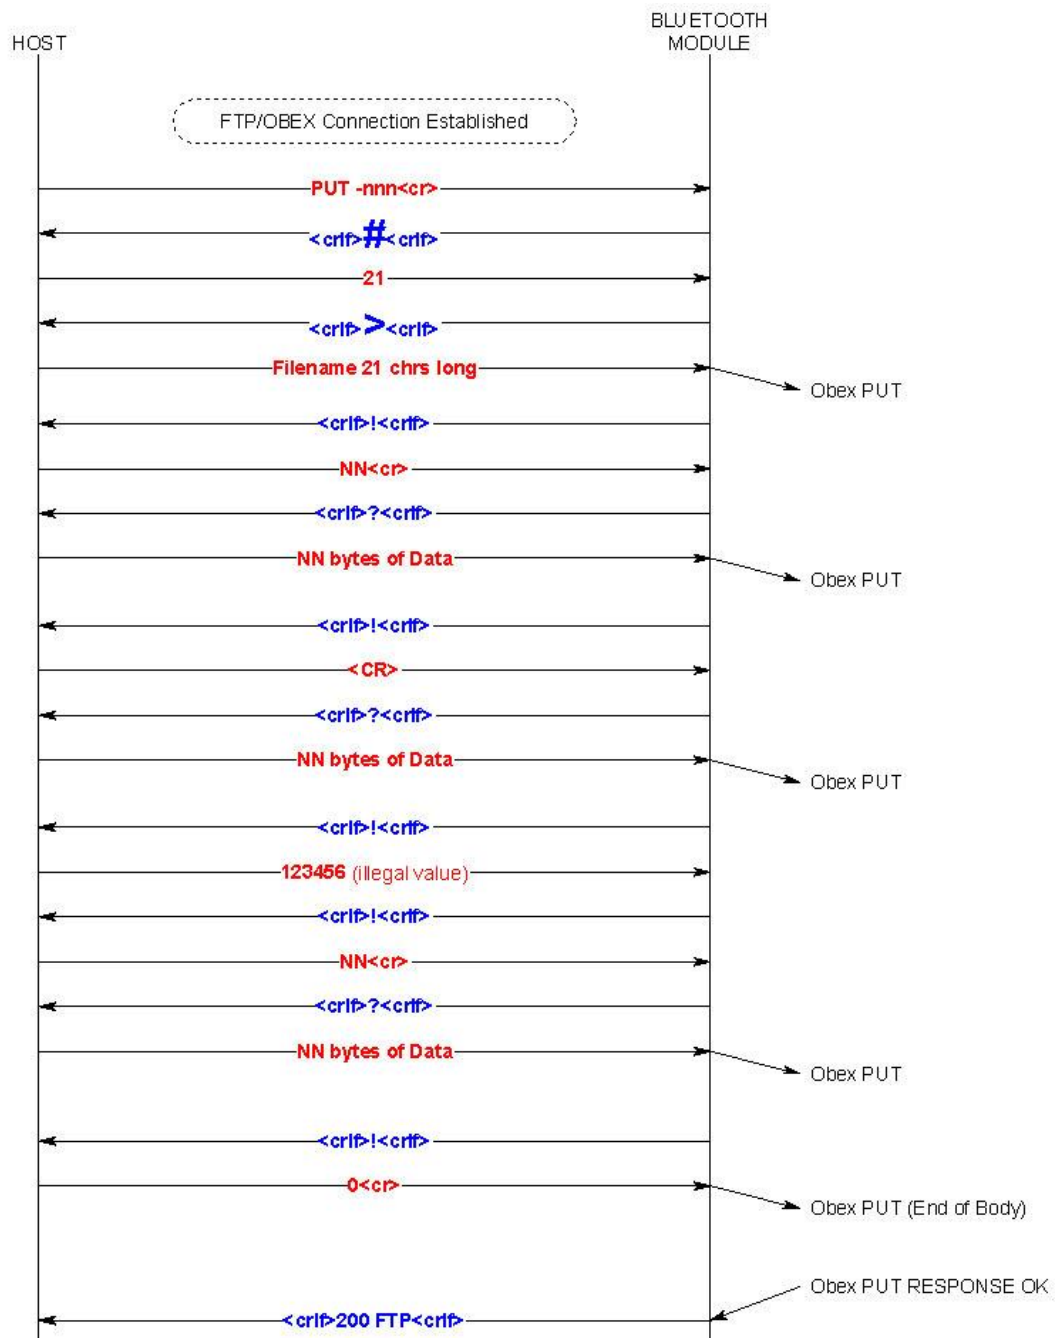 BLUETOOTH
HOST MODULE
FTP/OBEX Connection Established
PUT -nnn<cr>
<crlf>#<crlf>
21
<crlf>><crlf>
Filename 21 chrs long
Obex PUT
<crlf>!<crlf>
NN<cr>
<crlf>?<crlf>
NN bytes of Data
Obex PUT
<crlf>!<crlf>
<CR>
<crlf>?<crlf>
NN bytes of Data
Obex PUT
<crlf>!<crlf>
123456 (illegal value)
<crlf>!<crlf>
NN<cr>
<crlf>?<crlf>
NN bytes of Data
Obex PUT
<crlf>!<crlf>
0<cr>
Obex PUT (End of Body)
Obex PUT RESPONSE OK
<crlf>200 FTP<crlf>